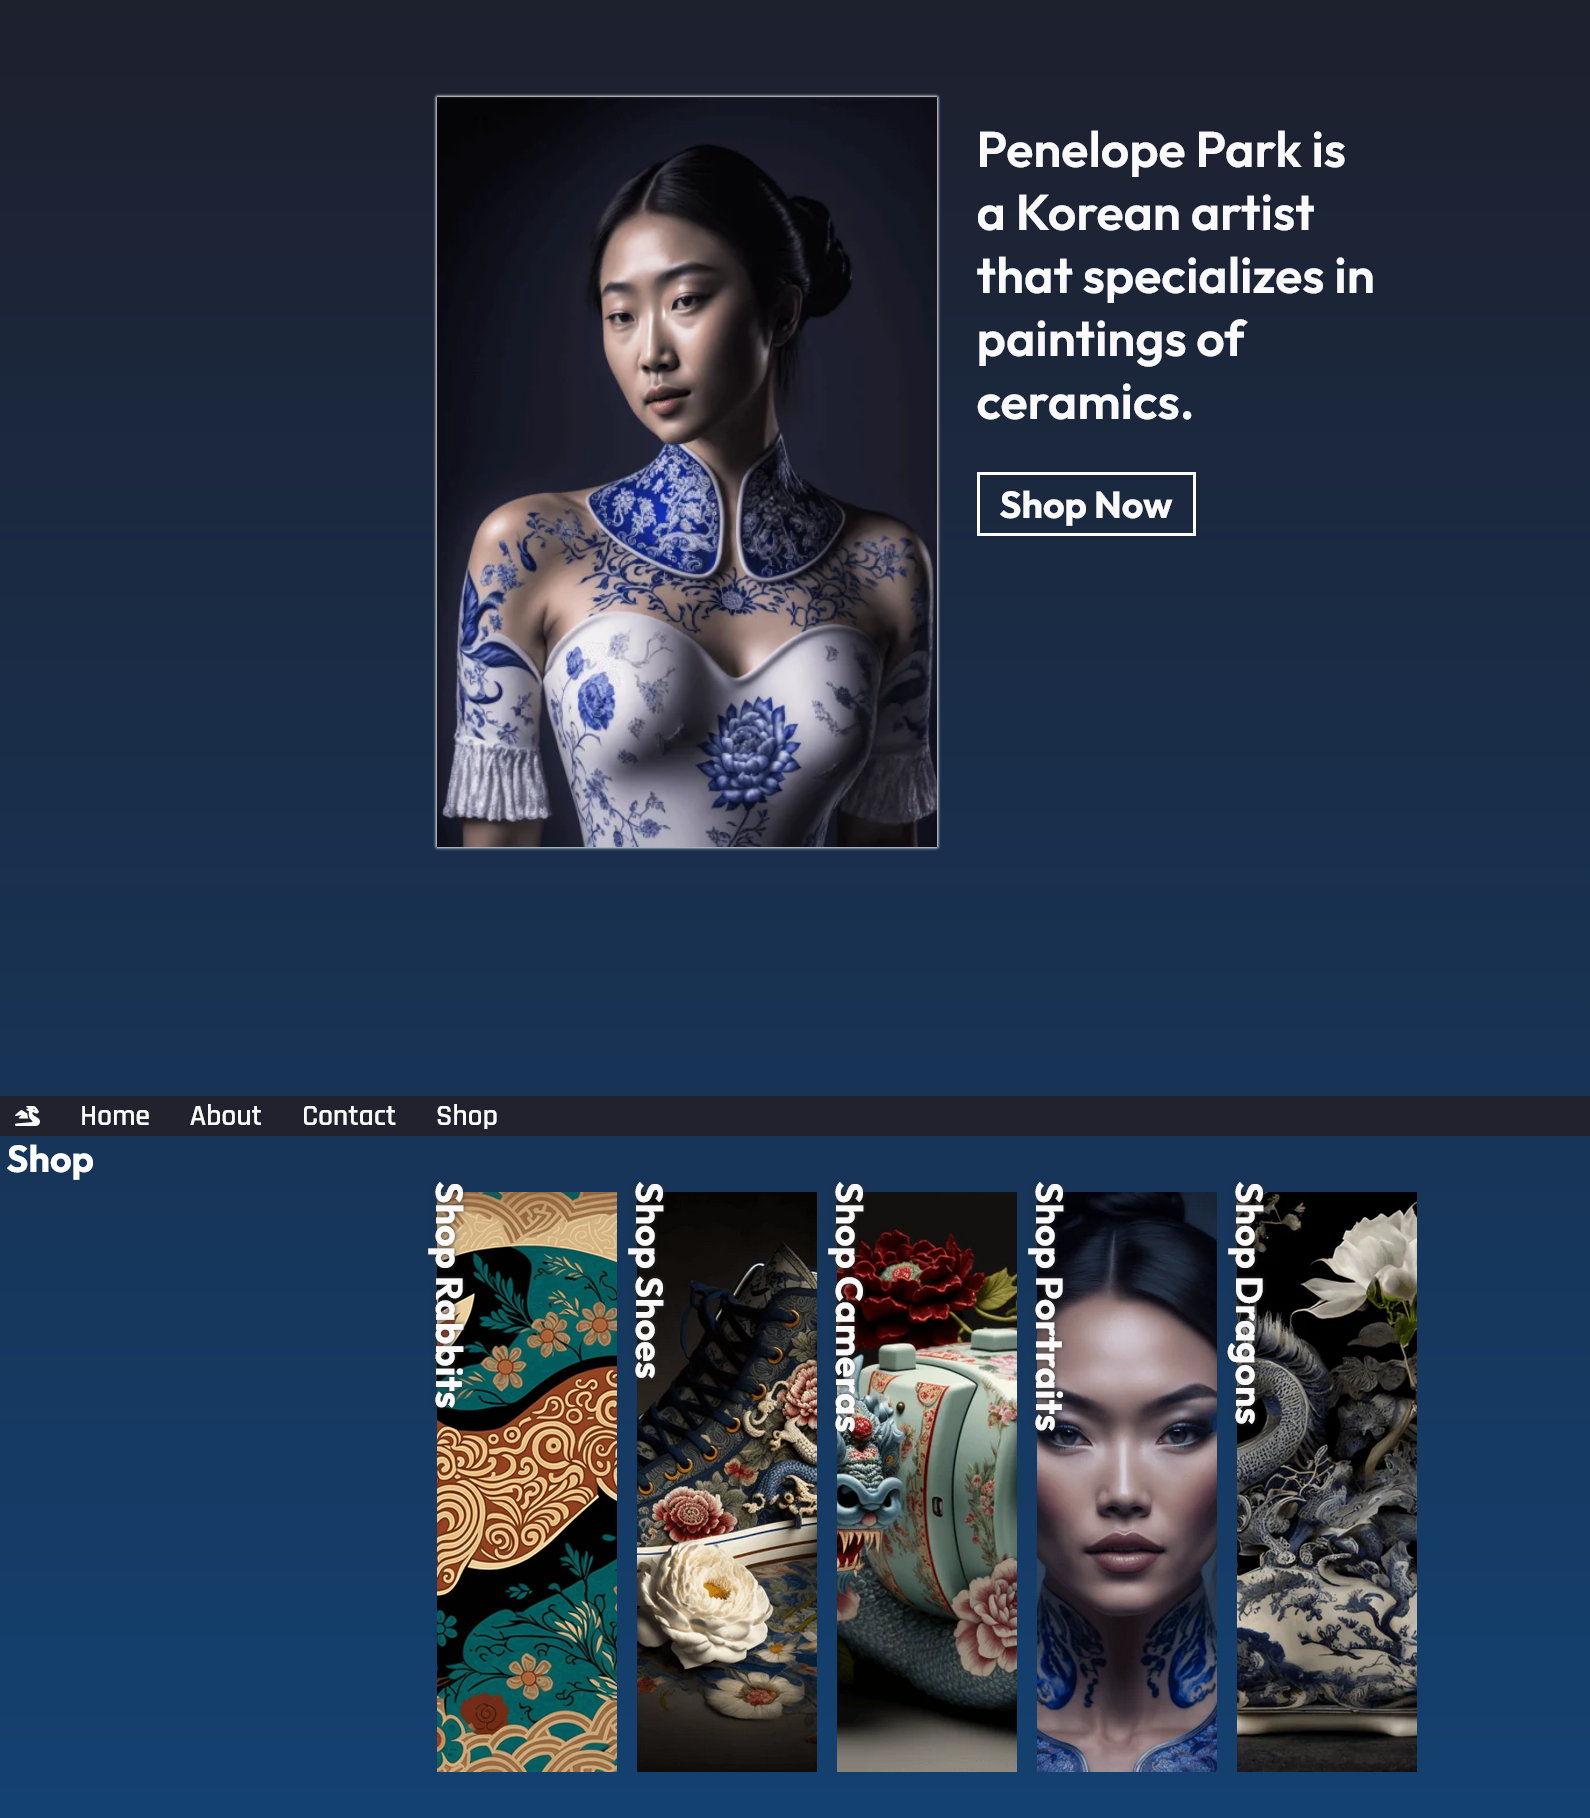 Penelope Park is
a Korean artist
that specializes in
paintings of
ceramics.
Shop Now
Home About Contact Shop
Shop
Shop Rabbits
Shop Shoes
Shop Cameras
Shop Portraits
Shop Dragons